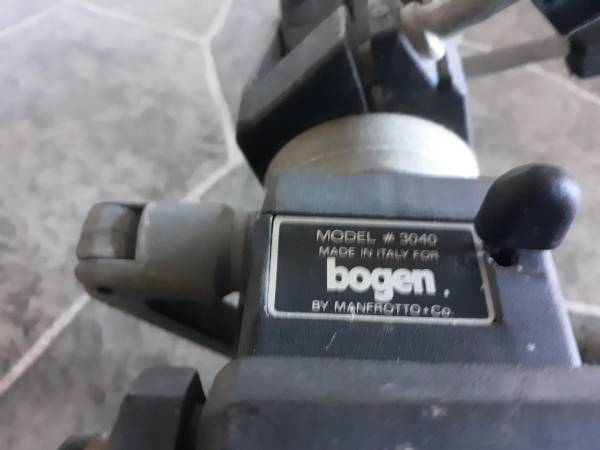 MODEL # 3040
MADE IN ITALY FOR
bogen
BY MANFROTTO + Co.